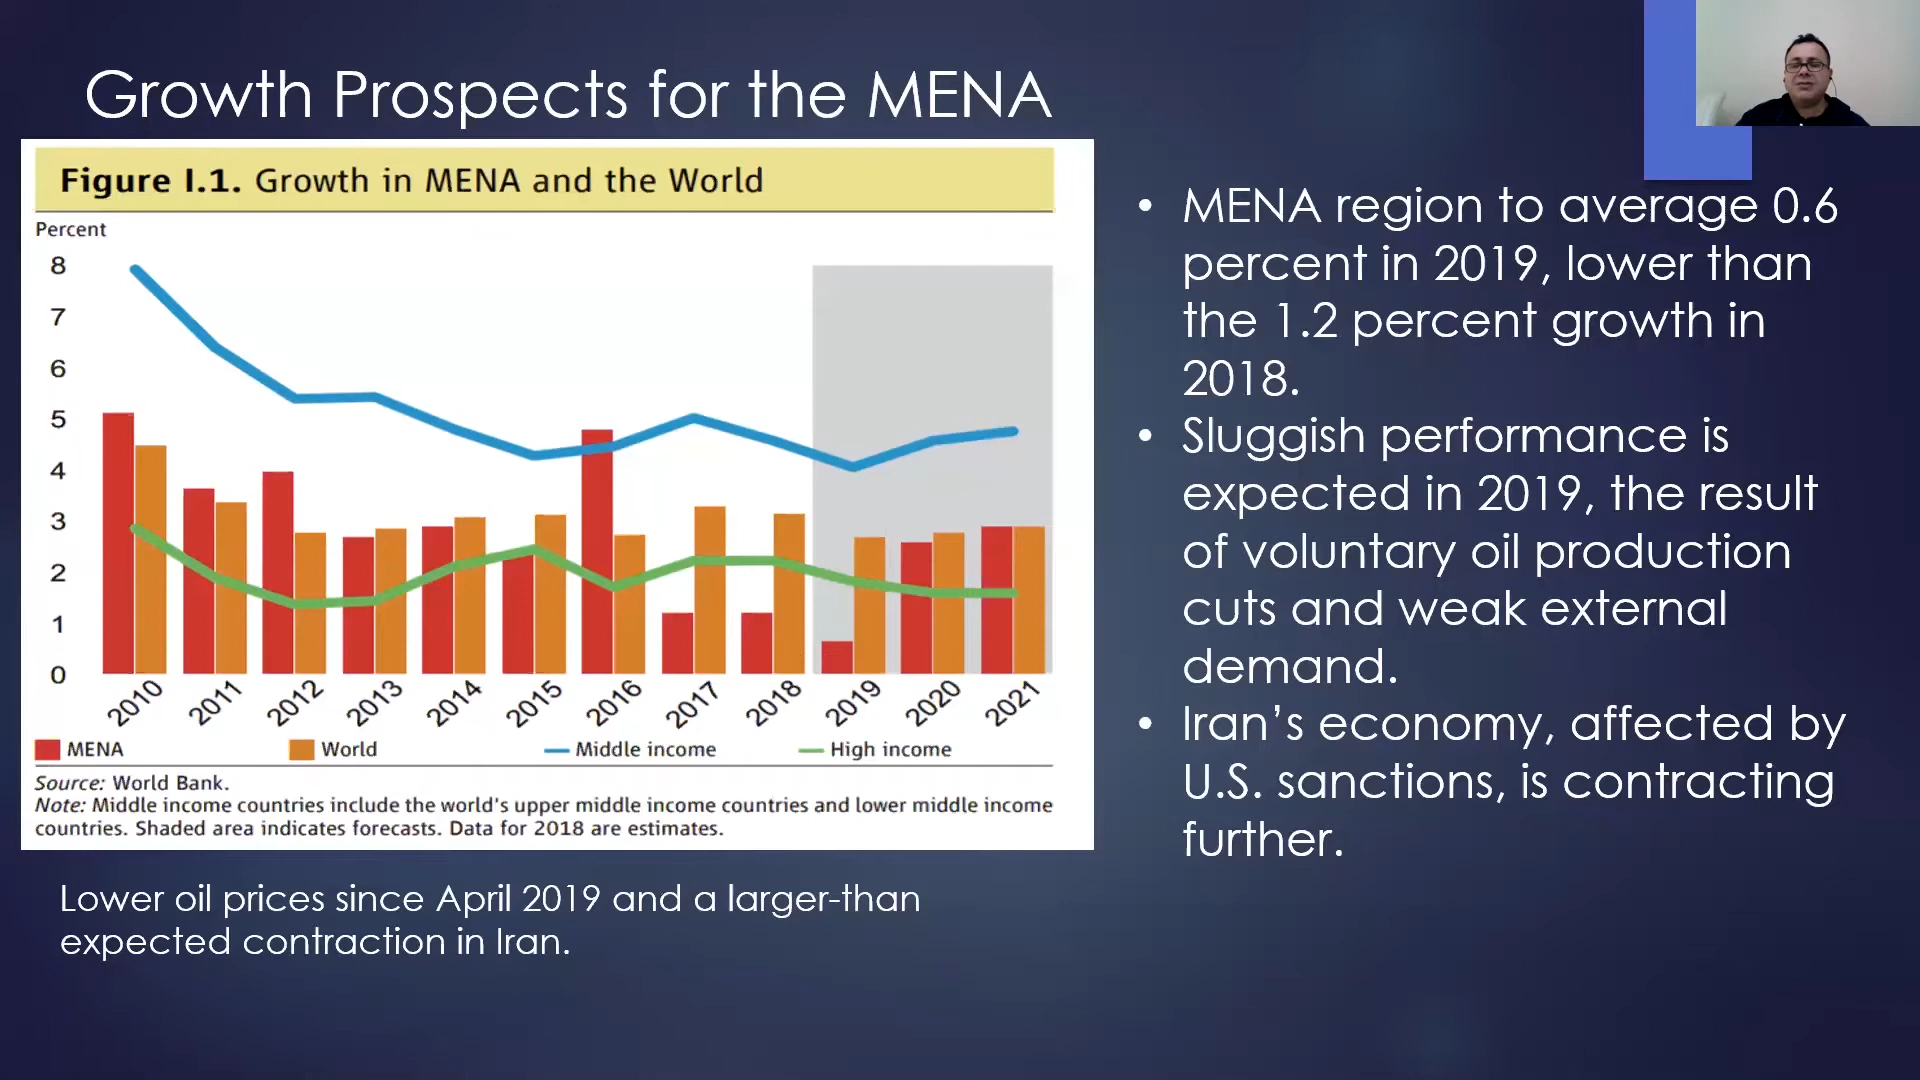 Growth Prospects for the MENA
Figure I.1. Growth in MENA and the World
Percent
8
7
6
5
4
3
2
1
0
2010 2011 2012 2013 2014 2015 2016 2017 2018 2019 2020 2021
MENA World Middle income High income
Source: World Bank.
Note: Middle income countries include the world's upper middle income countries and lower middle income
countries. Shaded area indicates forecasts. Data for 2018 are estimates.
Lower oil prices since April 2019 and a larger-than
expected contraction in Iran.
• MENA region to average 0.6
percent in 2019, lower than
the 1.2 percent growth in
2018.
• Sluggish performance is
expected in 2019, the result
of voluntary oil production
cuts and weak external
demand.
• Iran’s economy, affected by
U.S. sanctions, is contracting
further.